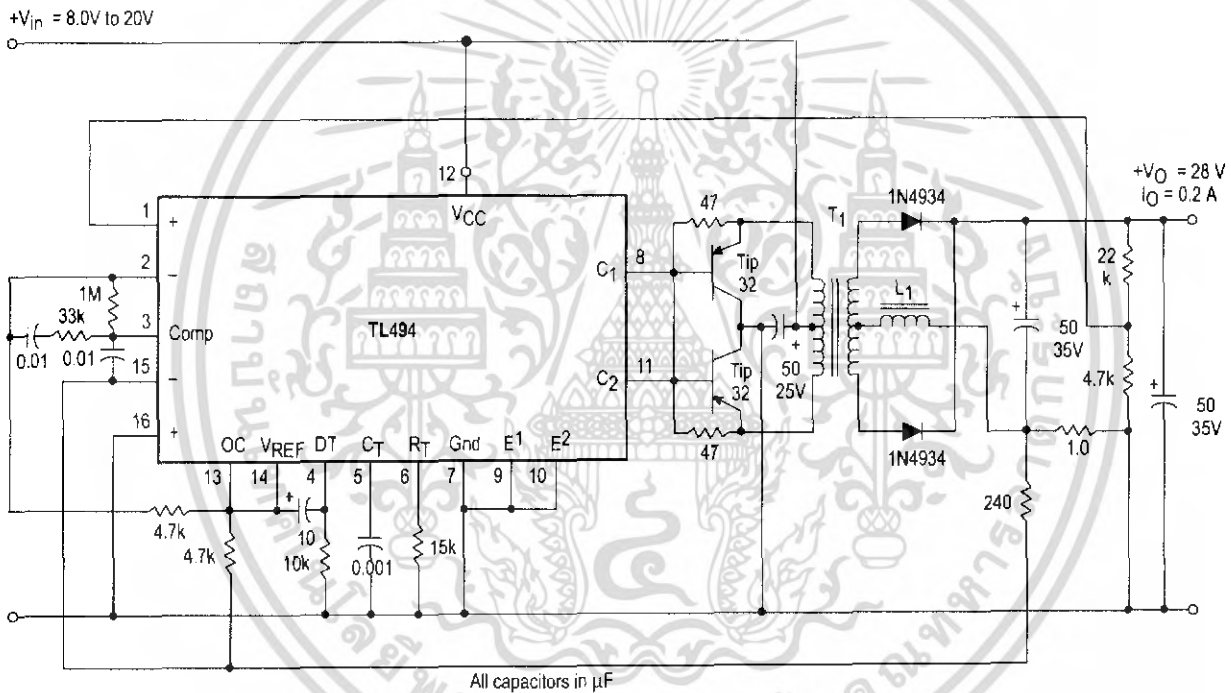 +Vin = 8.0V to 20V
+VO = 28 V
IO = 0.2 A
12
VCC
1
+
2
−
3
Comp
15
−
16
+
TL494
8
C1
11
C2
OC
VREF
DT
CT
RT
Gnd
E1
E2
13
14
4
5
6
7
9
10
1M
33k
0.01
0.01
4.7k
4.7k
+
10
10k
0.001
15k
47
Tip
32
Tip
32
47
+
50
25V
T1
1N4934
L1
1N4934
+
50
35V
22
k
4.7k
1.0
240
+
50
35V
All capacitors in µF